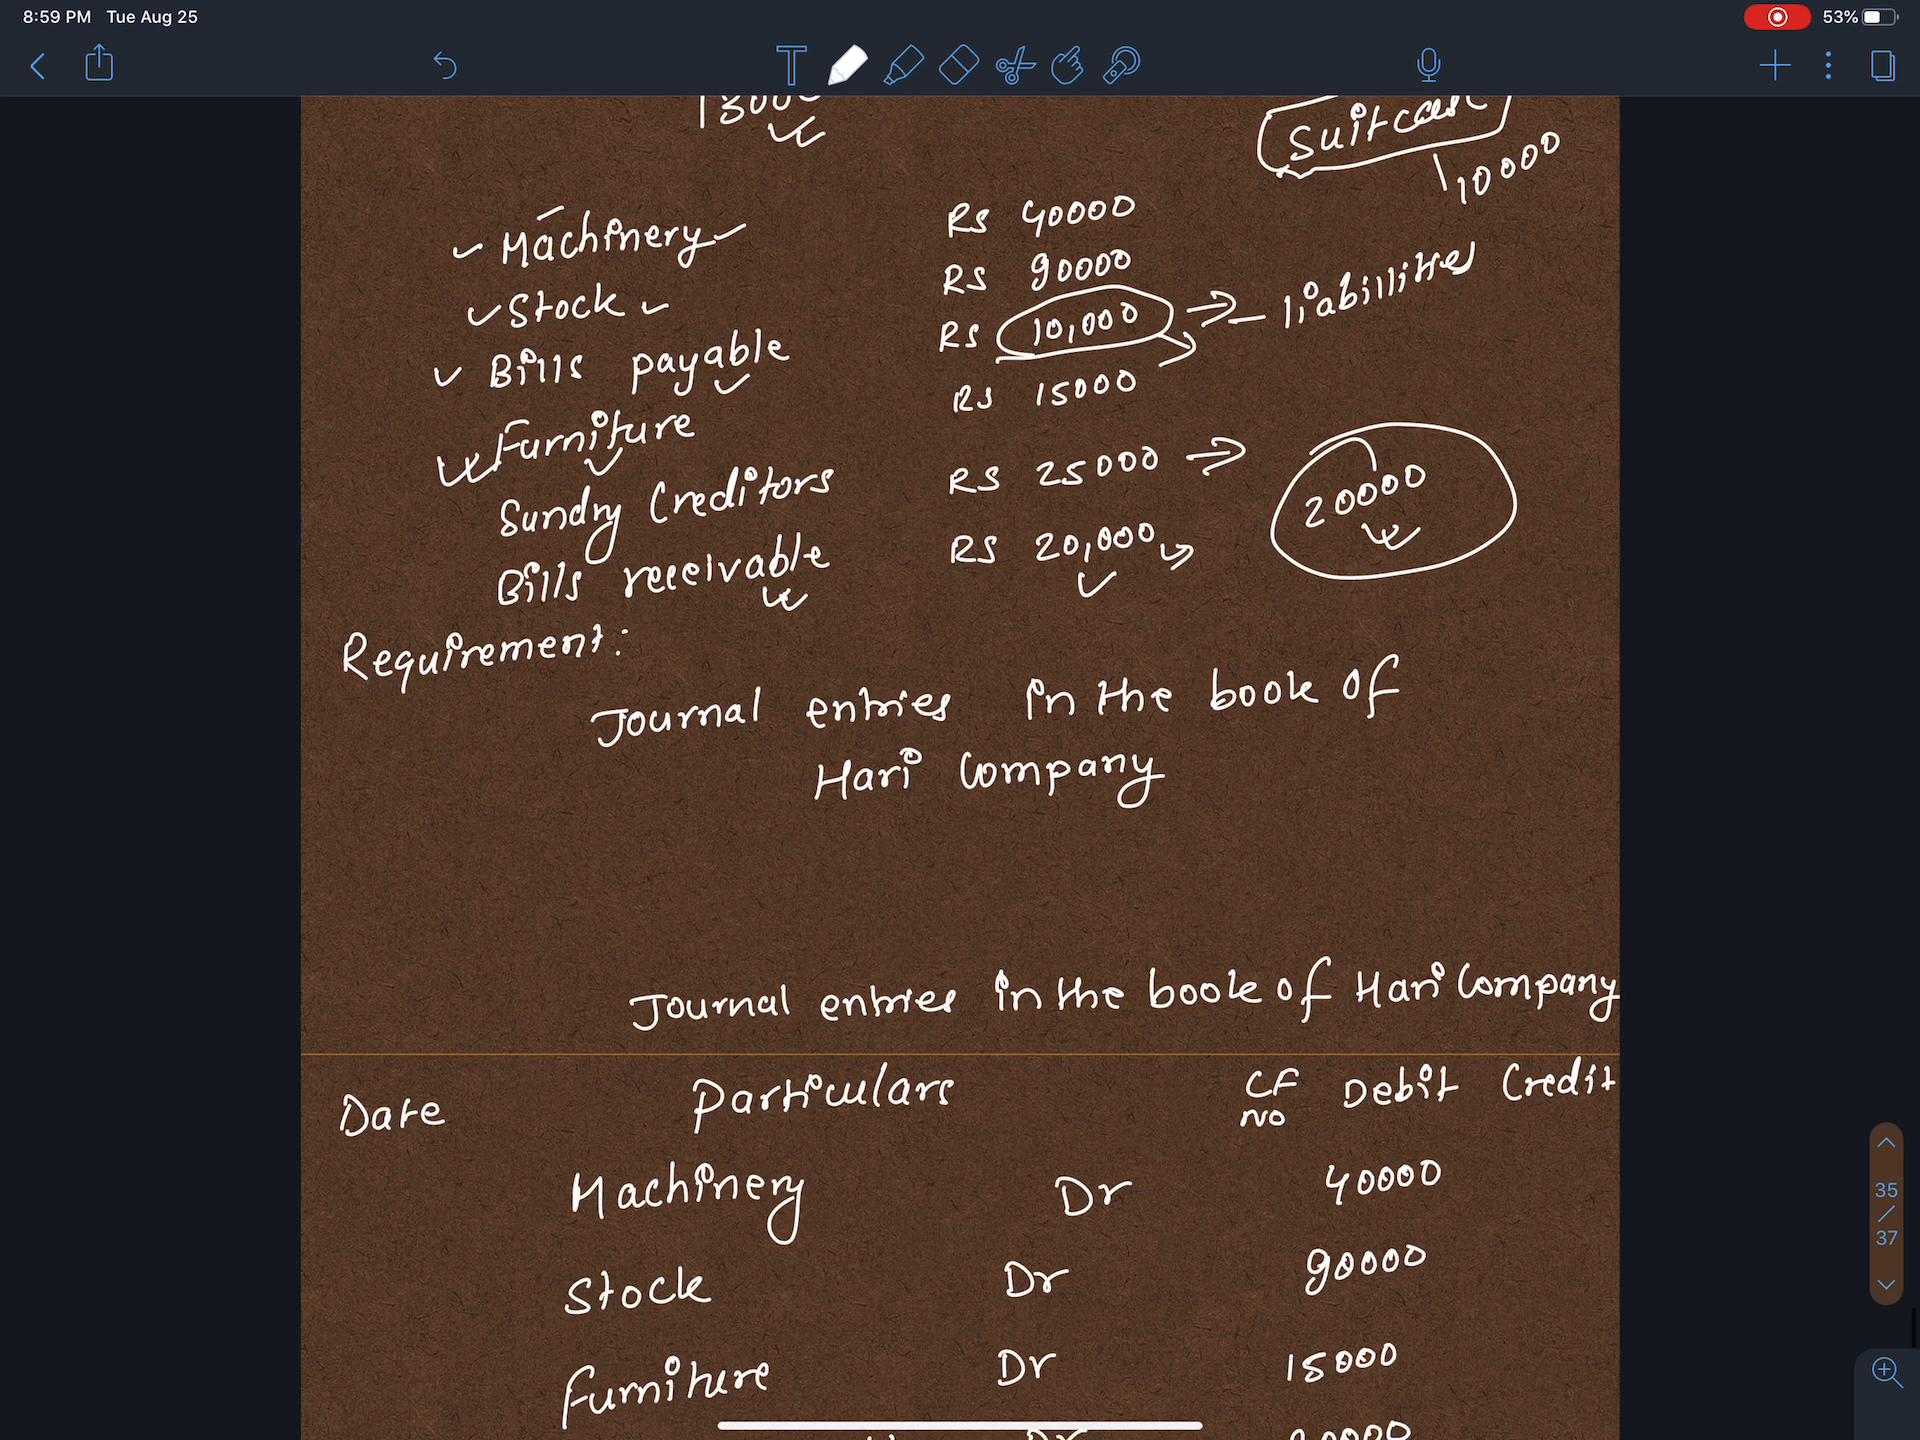 8:59 PM Tue Aug 25
53%
Suitcase
10000
Machinery Rs 40000
Stock Rs 90000
Bills payable Rs 10,000 liabillities
Furniture Rs 15000
Sundry Creditors Rs 25000 20000
Bills receivable Rs 20,000
Requirement:
Journal entries in the book of
Hari Company
Journal entries in the book of Hari Company
Date Particulars CF NO Debit Credit
Machinery Dr 40000
Stock Dr 90000
Furniture Dr 15000
35
/
37